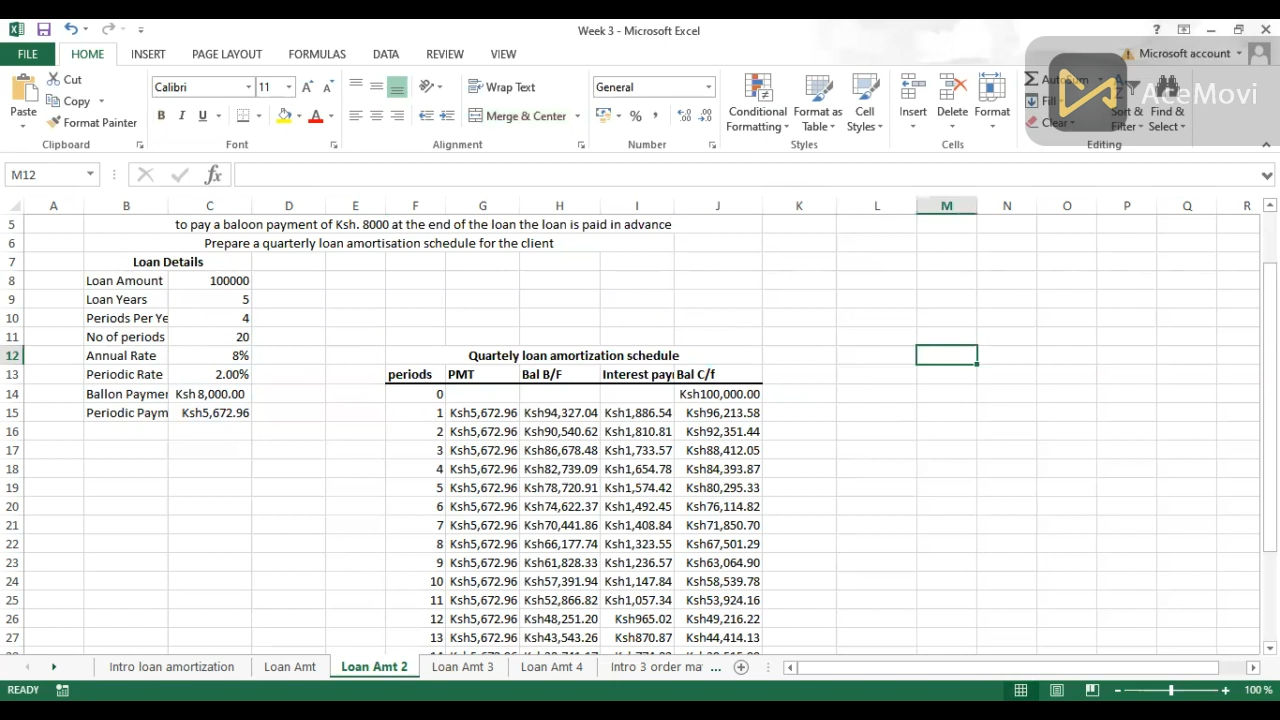 Week 3 - Microsoft Excel
FILE HOME INSERT PAGE LAYOUT FORMULAS DATA REVIEW VIEW Microsoft account
AceMovi
Cut
Copy
Format Painter
Paste
Clipboard
Calibri 11
B I U
Font
Wrap Text
Merge & Center
Alignment
General
Number
Conditional Formatting
Format as Table
Cell Styles
Styles
Insert Delete Format
Cells
AutoSum
Fill
Clear
Sort & Filter
Find & Select
Editing
M12
A B C D E F G H I J K L M N O P Q R
5 to pay a baloon payment of Ksh. 8000 at the end of the loan the loan is paid in advance
6 Prepare a quarterly loan amortisation schedule for the client
7 Loan Details
8 Loan Amount 100000
9 Loan Years 5
10 Periods Per Ye 4
11 No of periods 20
12 Annual Rate 8% Quartely loan amortization schedule
13 Periodic Rate 2.00% periods PMT Bal B/F Interest payı Bal C/f
14 Ballon Paymer Ksh 8,000.00 0 Ksh100,000.00
15 Periodic Paym Ksh5,672.96 1 Ksh5,672.96 Ksh94,327.04 Ksh1,886.54 Ksh96,213.58
16 2 Ksh5,672.96 Ksh90,540.62 Ksh1,810.81 Ksh92,351.44
17 3 Ksh5,672.96 Ksh86,678.48 Ksh1,733.57 Ksh88,412.05
18 4 Ksh5,672.96 Ksh82,739.09 Ksh1,654.78 Ksh84,393.87
19 5 Ksh5,672.96 Ksh78,720.91 Ksh1,574.42 Ksh80,295.33
20 6 Ksh5,672.96 Ksh74,622.37 Ksh1,492.45 Ksh76,114.82
21 7 Ksh5,672.96 Ksh70,441.86 Ksh1,408.84 Ksh71,850.70
22 8 Ksh5,672.96 Ksh66,177.74 Ksh1,323.55 Ksh67,501.29
23 9 Ksh5,672.96 Ksh61,828.33 Ksh1,236.57 Ksh63,064.90
24 10 Ksh5,672.96 Ksh57,391.94 Ksh1,147.84 Ksh58,539.78
25 11 Ksh5,672.96 Ksh52,866.82 Ksh1,057.34 Ksh53,924.16
26 12 Ksh5,672.96 Ksh48,251.20 Ksh965.02 Ksh49,216.22
27 13 Ksh5,672.96 Ksh43,543.26 Ksh870.87 Ksh44,414.13
Intro loan amortization Loan Amt Loan Amt 2 Loan Amt 3 Loan Amt 4 Intro 3 order ma ...
READY 100 %